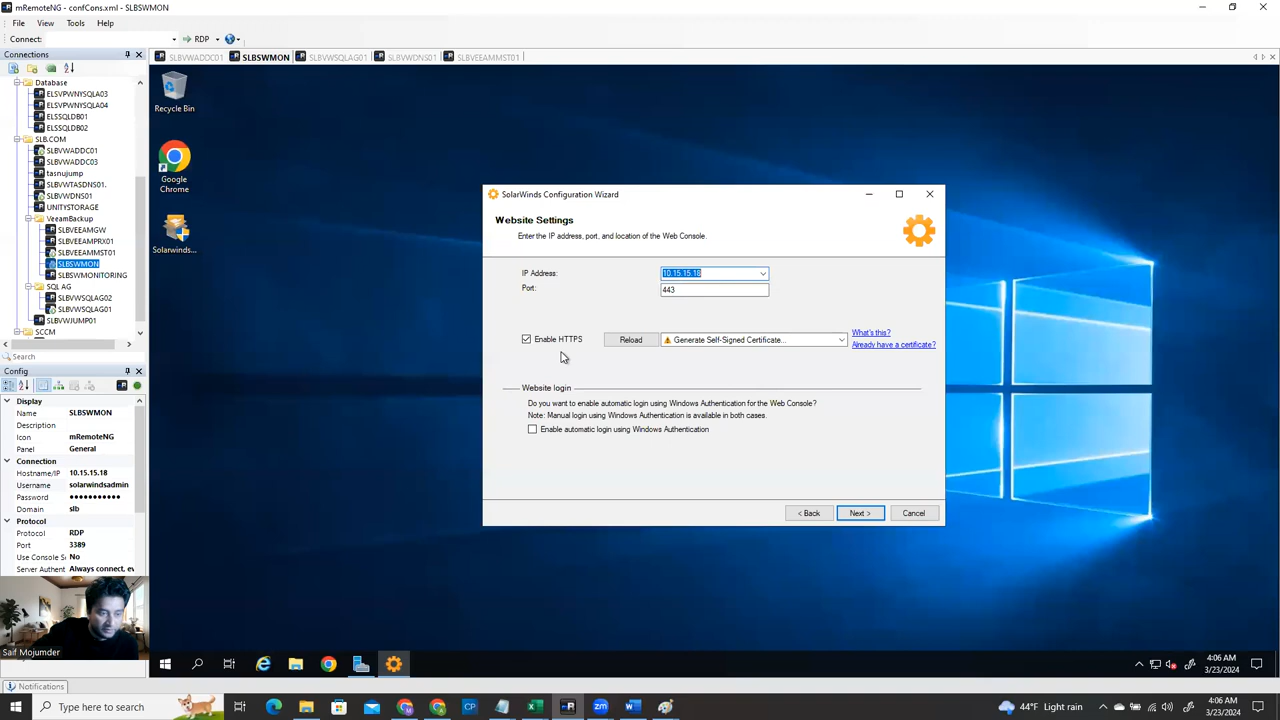 mRemoteNG - confCons.xml - SLBSWMON
File View Tools Help
Connect: RDP
Connections
SLBVWADDC01 SLBSWMON SLBVWSQLAG01 SLBVWDNS01 SLBVEEAMMST01
Database
ELSVPWNYSQLA03
ELSVPWNYSQLA04
ELSSQLDB01
ELSSQLDB02
SLB.COM
SLBVWADDC01
SLBVWADDC03
tasnujump
SLBVWTASDNS01.
SLBVWDNS01
UNITYSTORAGE
VeeamBackup
SLBVEEAMGW
SLBVEEAMPRX01
SLBVEEAMMST01
SLBSWMON
SLBSWMONITORING
SQL AG
SLBVWSQLAG02
SLBVWSQLAG01
SLBVWJUMP01
SCCM
Search
Config
Display
Name SLBSWMON
Description
Icon mRemoteNG
Panel General
Connection
Hostname/IP 10.15.15.18
Username solarwindsadmin
Password ●●●●●●●●●●●
Domain slb
Protocol
Protocol RDP
Port 3389
Use Console S No
Server Authent Always connect, ev
Saif Mojumder
Notifications
Recycle Bin
Google
Chrome
Solarwinds...
SolarWinds Configuration Wizard
Website Settings
Enter the IP address, port, and location of the Web Console.
IP Address: 10.15.15.18
Port: 443
Enable HTTPS Reload Generate Self-Signed Certificate... What's this?
Already have a certificate?
Website login
Do you want to enable automatic login using Windows Authentication for the Web Console?
Note: Manual login using Windows Authentication is available in both cases.
Enable automatic login using Windows Authentication
< Back Next > Cancel
4:06 AM
3/23/2024
Type here to search
44°F Light rain
4:06 AM
3/23/2024